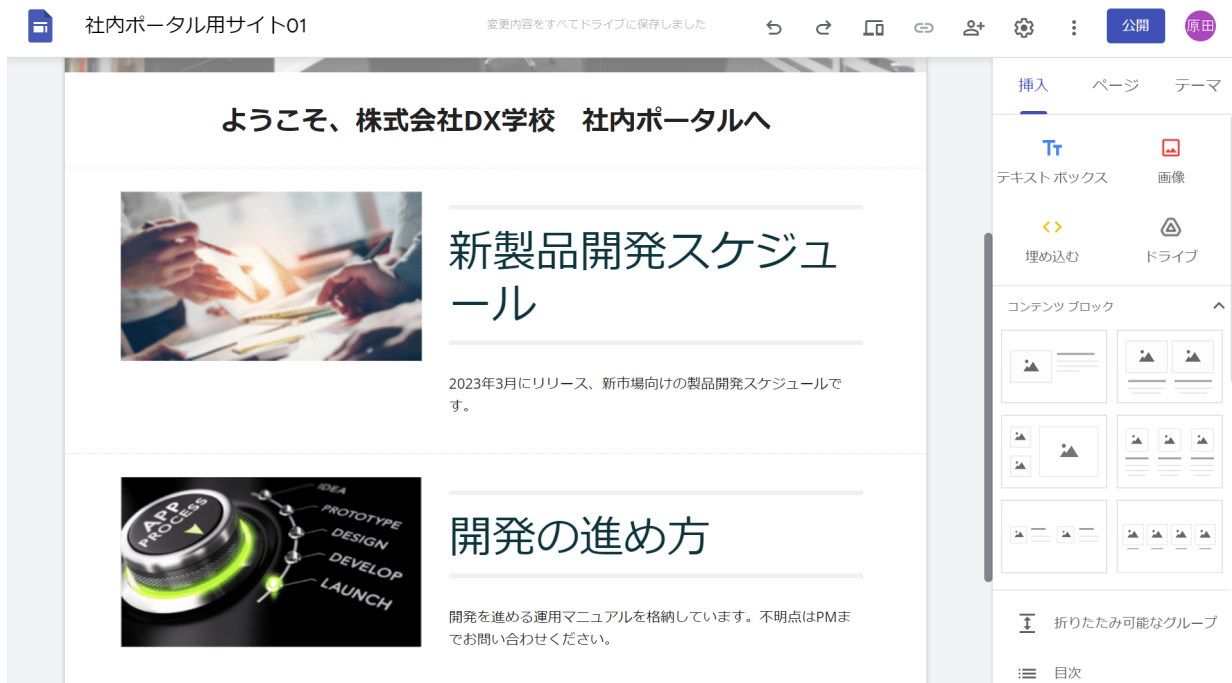 社内ポータル用サイト01
変更内容をすべてドライブに保存しました
公開
原田
挿入
ページ
テーマ
ようこそ、株式会社DX学校　社内ポータルへ
テキスト ボックス
画像
埋め込む
ドライブ
コンテンツ ブロック
新製品開発スケジュ
ール
2023年3月にリリース、新市場向けの製品開発スケジュールで
す。
APP
PROCESS
IDEA
PROTOTYPE
DESIGN
DEVELOP
LAUNCH
開発の進め方
開発を進める運用マニュアルを格納しています。不明点はPMま
でお問い合わせください。
折りたたみ可能なグループ
目次